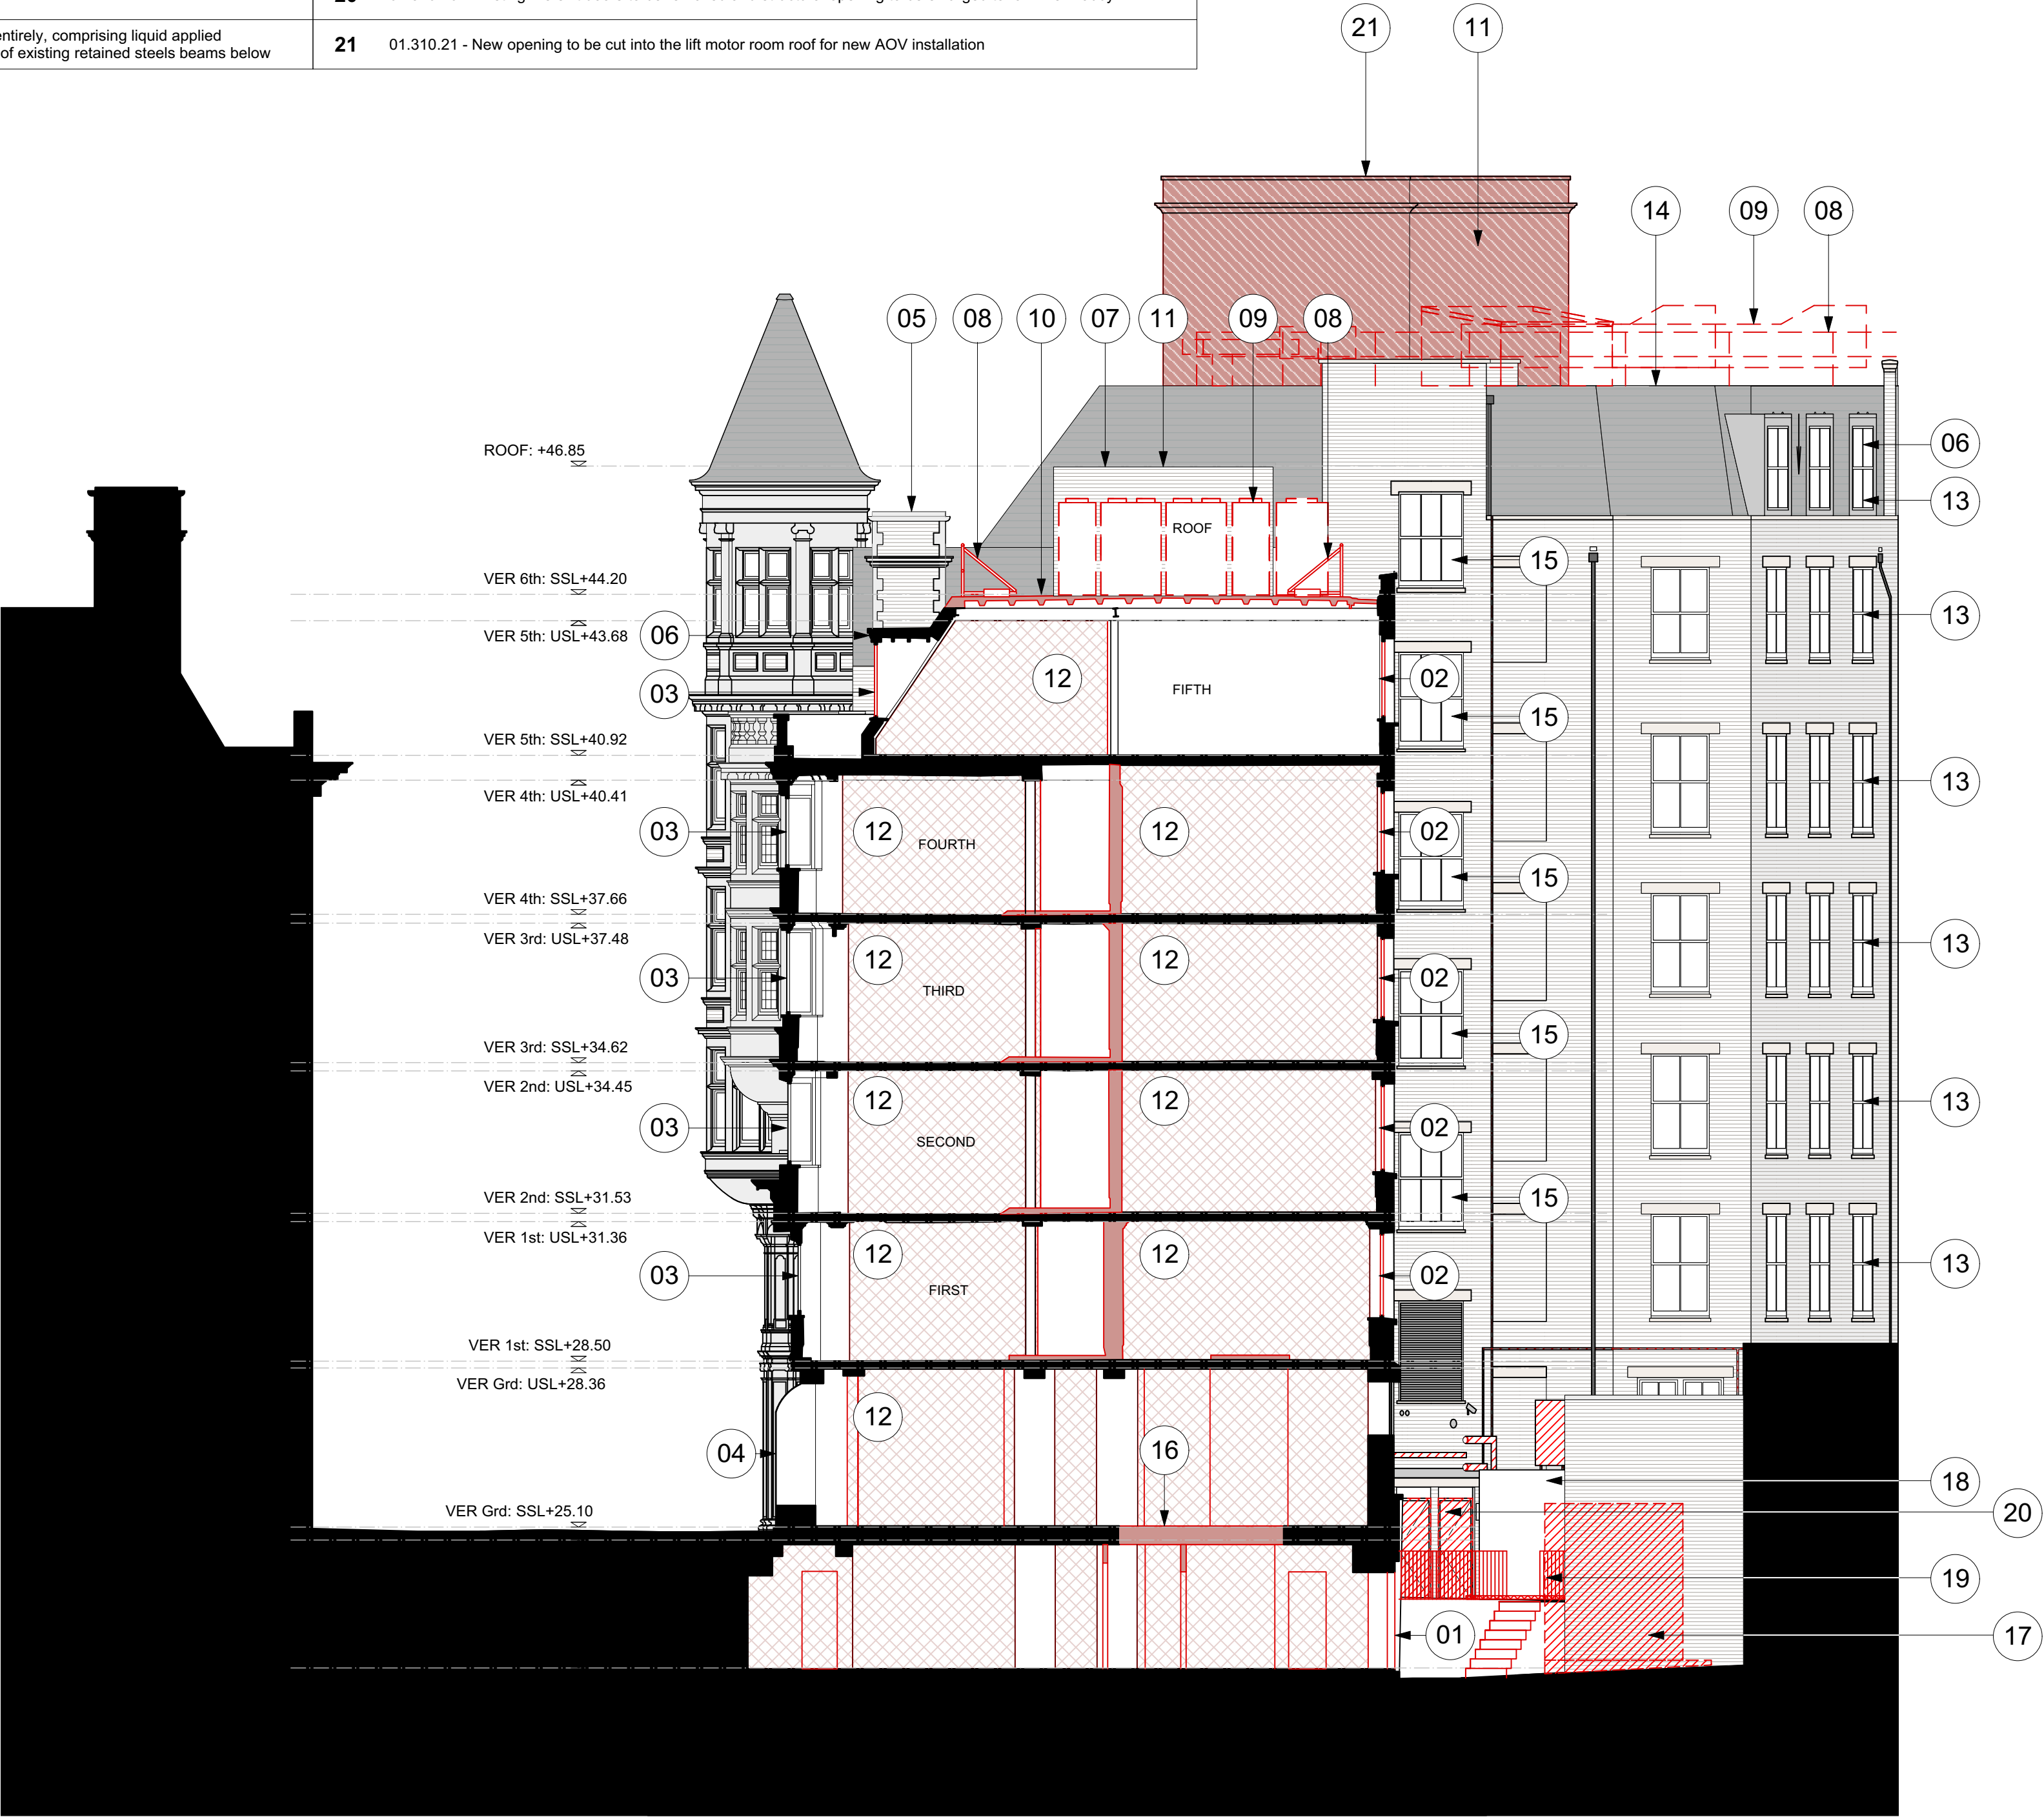 entirely, comprising liquid applied
of existing retained steels beams below
21 01.310.21 - New opening to be cut into the lift motor room roof for new AOV installation
21 11
14 09 08
05 08 10 07 11 09 08
ROOF: +46.85
06
13
ROOF
15
VER 6th: SSL+44.20
13
VER 5th: USL+43.68
06
12
03
FIFTH
02
15
VER 5th: SSL+40.92
13
VER 4th: USL+40.41
03
12
FOURTH
12
02
15
VER 4th: SSL+37.66
VER 3rd: USL+37.48
12
12
13
03
THIRD
02
15
VER 3rd: SSL+34.62
VER 2nd: USL+34.45
12
12
13
03
SECOND
02
VER 2nd: SSL+31.53
15
VER 1st: USL+31.36
12
12
13
03
FIRST
02
VER 1st: SSL+28.50
VER Grd: USL+28.36
12
04
16
18
VER Grd: SSL+25.10
20
19
01
17